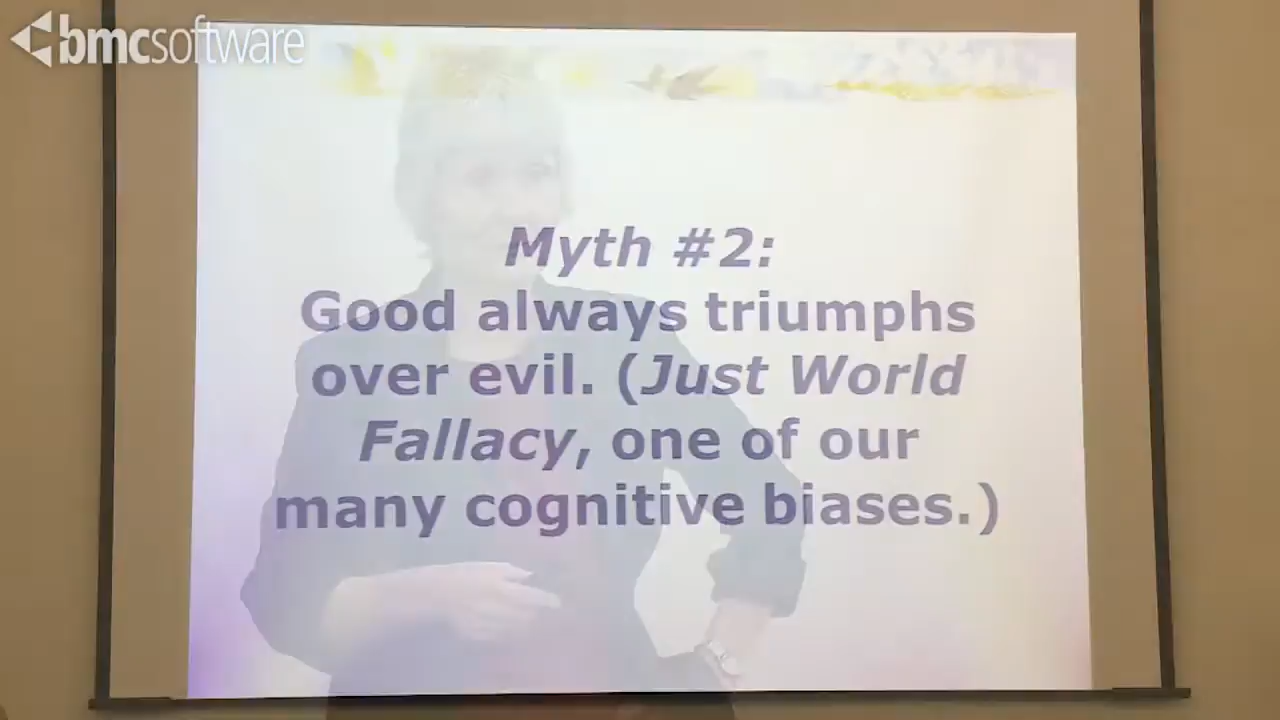 bmcsoftware
Myth #2:
Good always triumphs
over evil. (Just World
Fallacy, one of our
many cognitive biases.)